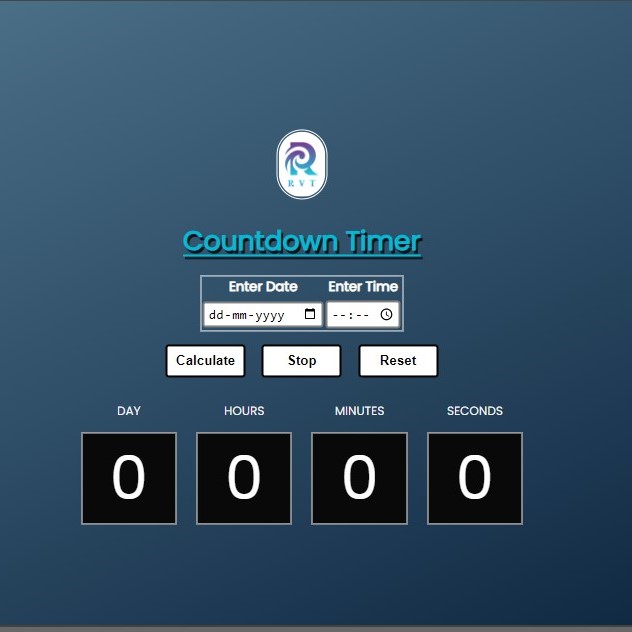 RVT
Countdown Timer
Enter Date Enter Time
dd-mm-yyyy --:--
Calculate Stop Reset
DAY HOURS MINUTES SECONDS
0 0 0 0